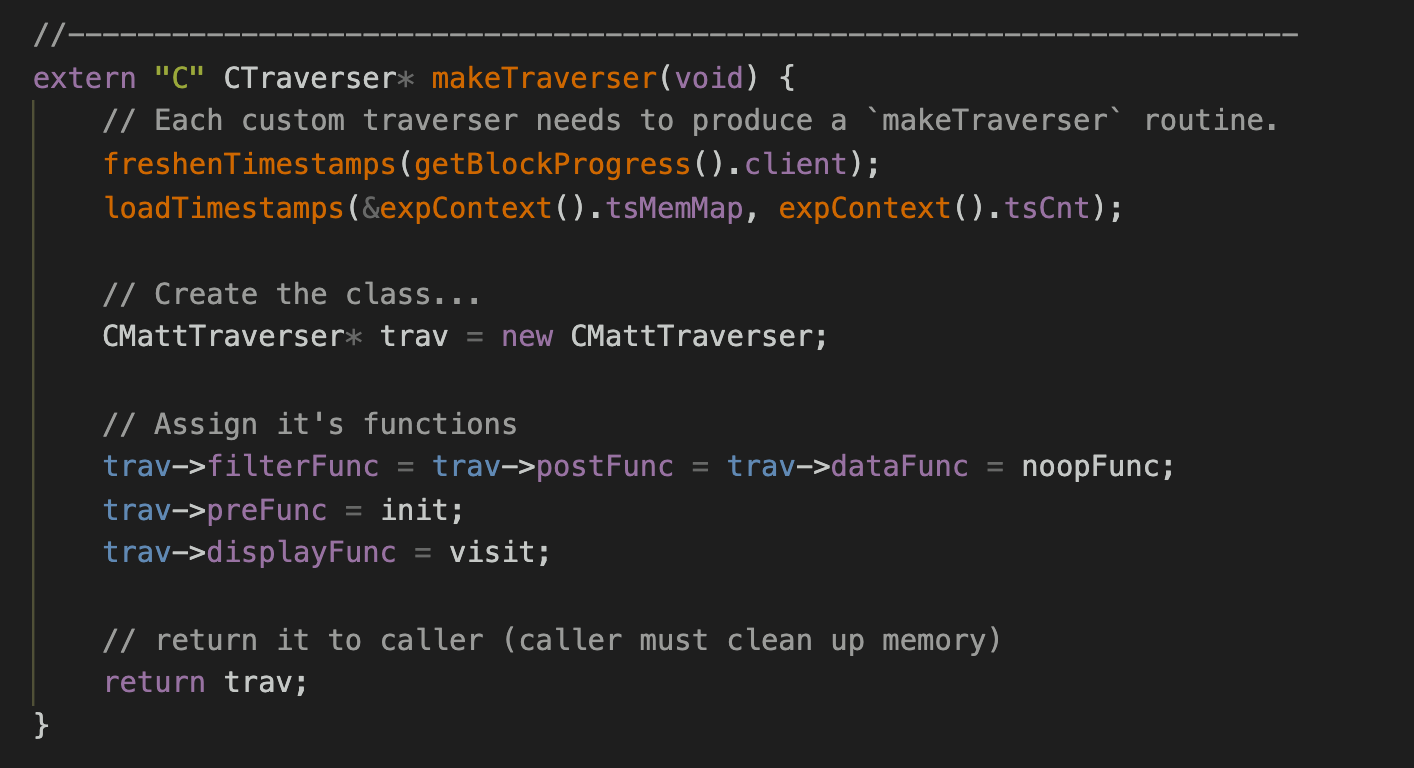 //-----------------------------------------------------------------------
extern "C" CTraverser* makeTraverser(void) {
    // Each custom traverser needs to produce a `makeTraverser` routine.
    freshenTimestamps(getBlockProgress().client);
    loadTimestamps(&expContext().tsMemMap, expContext().tsCnt);

    // Create the class...
    CMattTraverser* trav = new CMattTraverser;

    // Assign it's functions
    trav->filterFunc = trav->postFunc = trav->dataFunc = noopFunc;
    trav->preFunc = init;
    trav->displayFunc = visit;

    // return it to caller (caller must clean up memory)
    return trav;
}